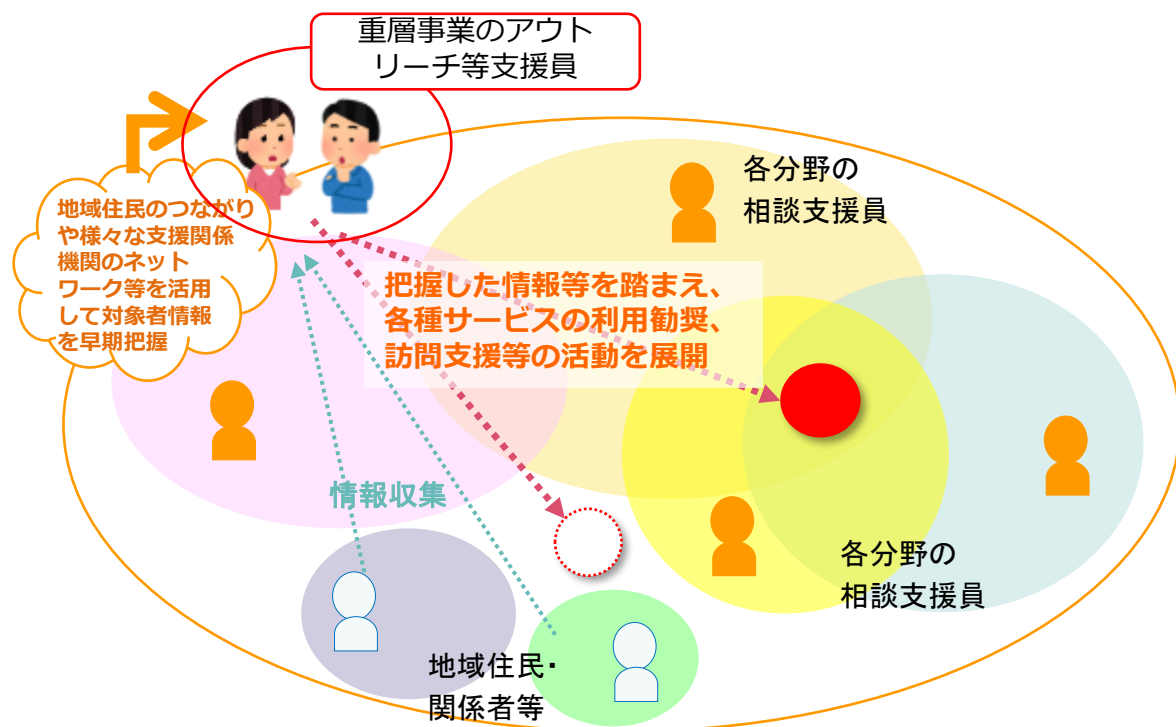 重層事業のアウト
リーチ等支援員
地域住民のつながり
や様々な支援関係
機関のネット
ワーク等を活用
して対象者情報
を早期把握
各分野の
相談支援員
把握した情報等を踏まえ、
各種サービスの利用勧奨、
訪問支援等の活動を展開
情報収集
各分野の
相談支援員
地域住民・
関係者等